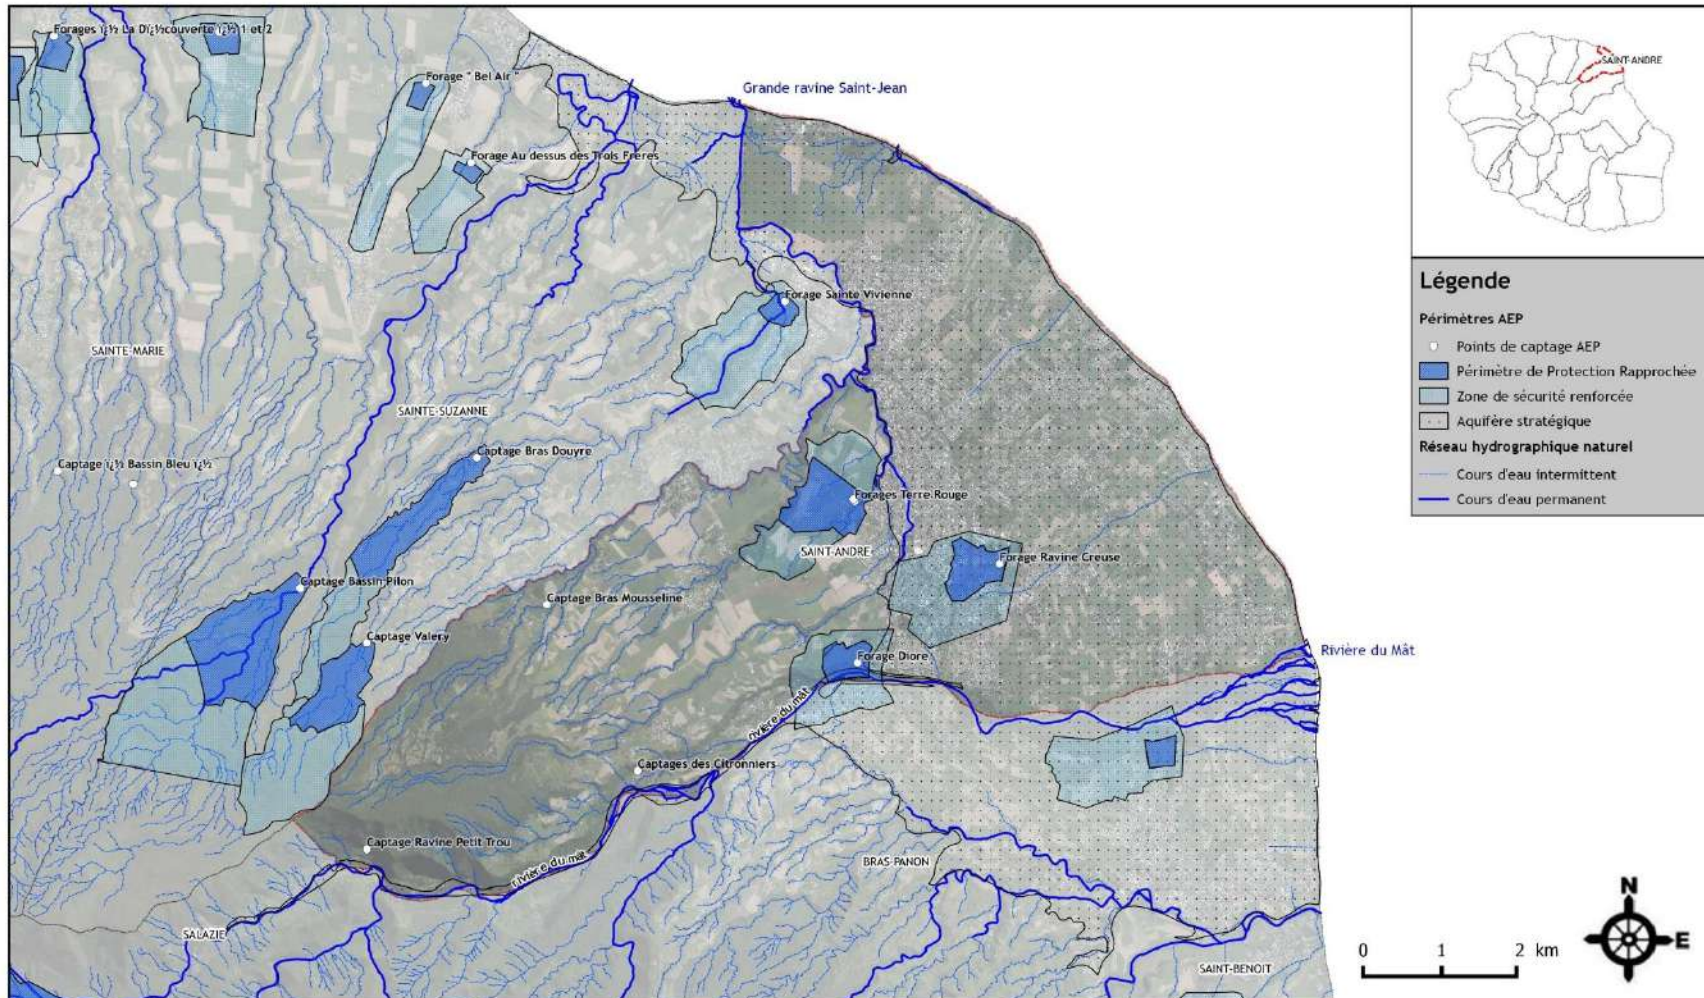 Forages ï¿½ La Dï¿½couverte ï¿½ 1 et 2
Forage " Bel Air "
Grande ravine Saint-Jean
Forage Au dessus des Trois Frères
Forage Sainte Vivienne
SAINTE-MARIE
SAINTE-SUZANNE
Captage Bras Douyre
Captage ï¿½ Bassin Bleu ï¿½
Forages Terre Rouge
SAINT-ANDRE
Forage Ravine Creuse
Captage Bassin Pilon
Captage Bras Mousseline
Captage Valery
Forage Diore
Rivière du Mât
rivière du mât
Captages des Citronniers
Captage Ravine Petit Trou
rivière du mât
BRAS-PANON
SALAZIE
SAINT-BENOIT
SAINT-ANDRE
Légende
Périmètres AEP
Points de captage AEP
Périmètre de Protection Rapprochée
Zone de sécurité renforcée
Aquifère stratégique
Réseau hydrographique naturel
Cours d'eau intermittent
Cours d'eau permanent
N
E
0 1 2 km